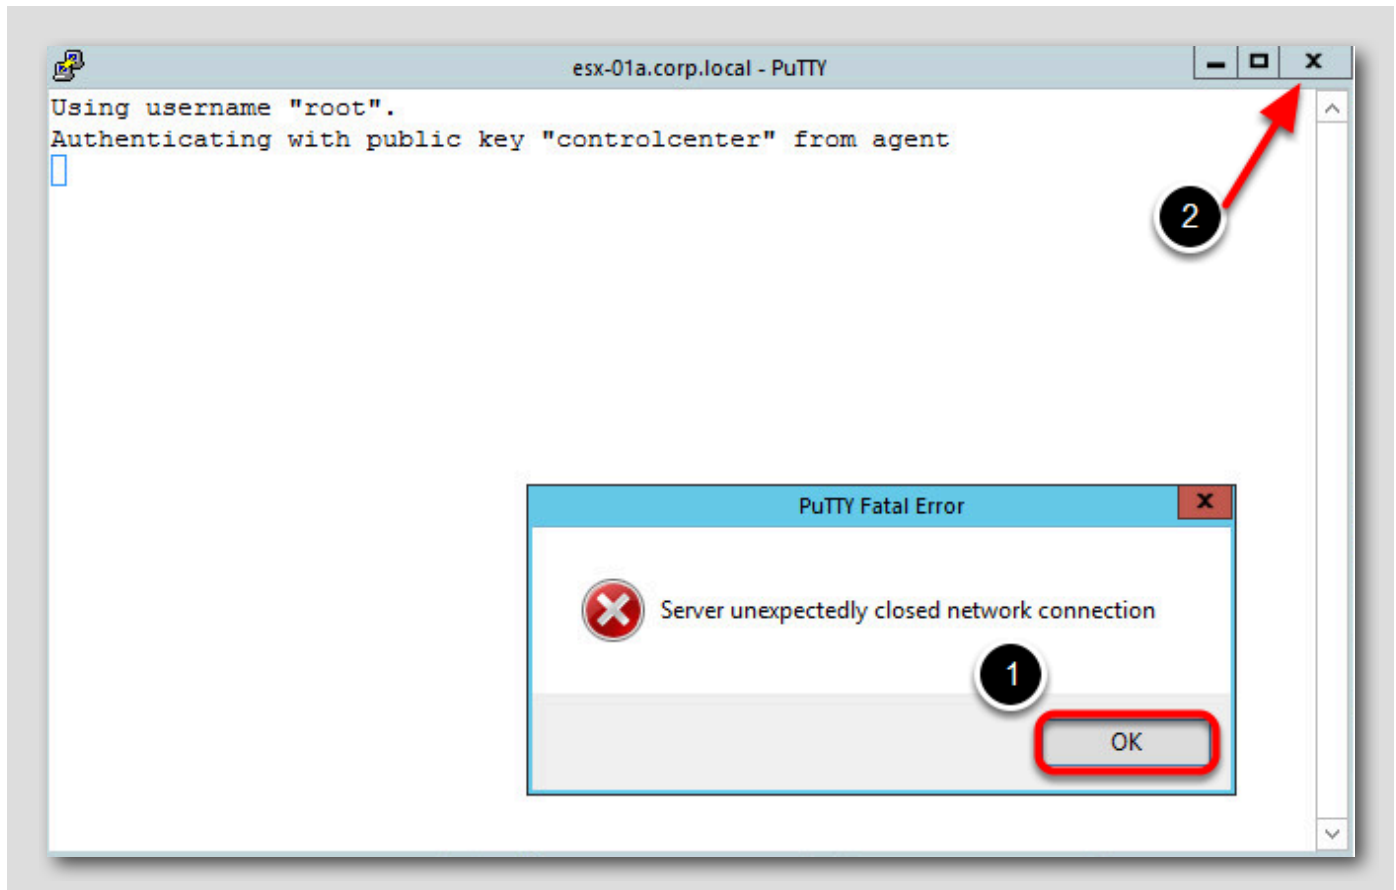 esx-01a.corp.local - PuTTY
Using username "root".
Authenticating with public key "controlcenter" from agent
2
PuTTY Fatal Error
Server unexpectedly closed network connection
1
OK